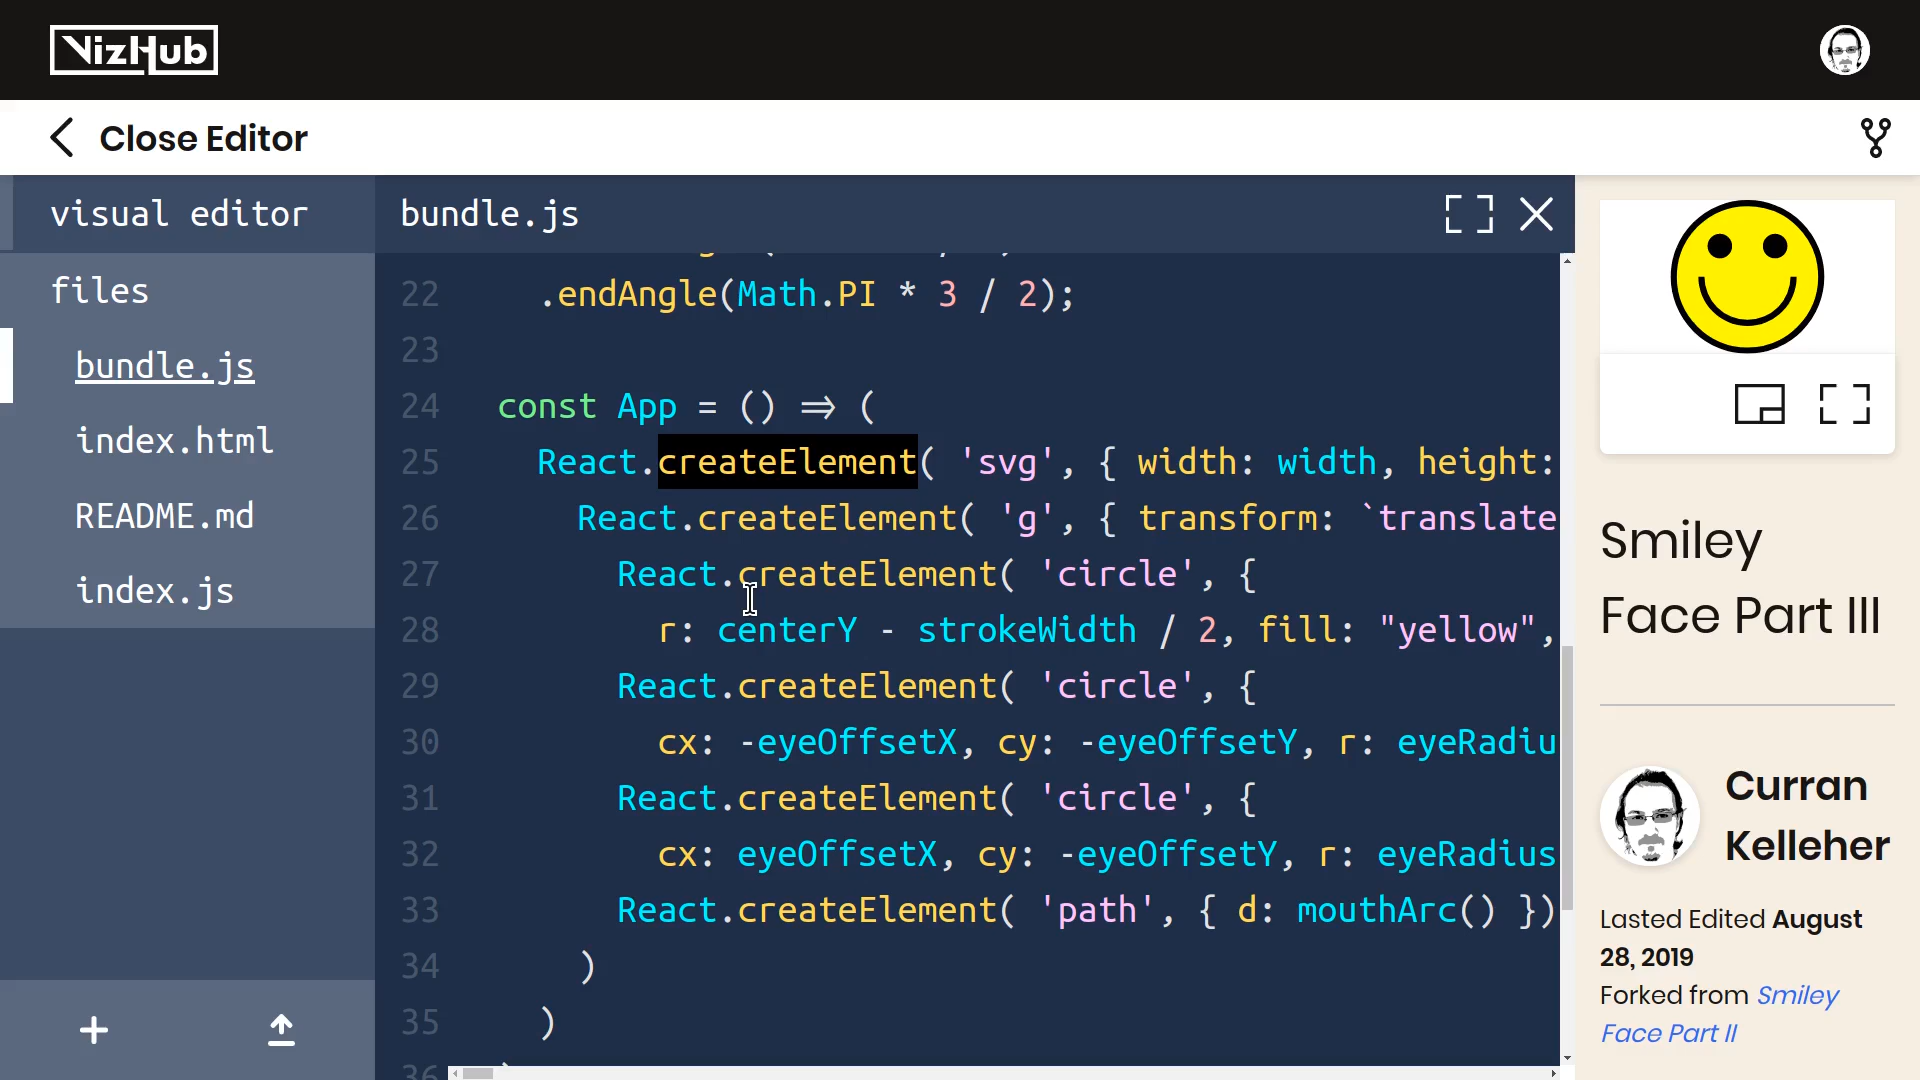 VizHub
Close Editor
visual editor
files
bundle.js
index.html
README.md
index.js
bundle.js
22 .endAngle(Math.PI * 3 / 2);
23
24 const App = () => (
25 React.createElement( 'svg', { width: width, height:
26 React.createElement( 'g', { transform: `translate
27 React.createElement( 'circle', {
28 r: centerY - strokeWidth / 2, fill: "yellow",
29 React.createElement( 'circle', {
30 cx: -eyeOffsetX, cy: -eyeOffsetY, r: eyeRadiu
31 React.createElement( 'circle', {
32 cx: eyeOffsetX, cy: -eyeOffsetY, r: eyeRadius
33 React.createElement( 'path', { d: mouthArc() })
34 )
35 )
36
Smiley
Face Part III
Curran
Kelleher
Lasted Edited August
28, 2019
Forked from Smiley
Face Part II